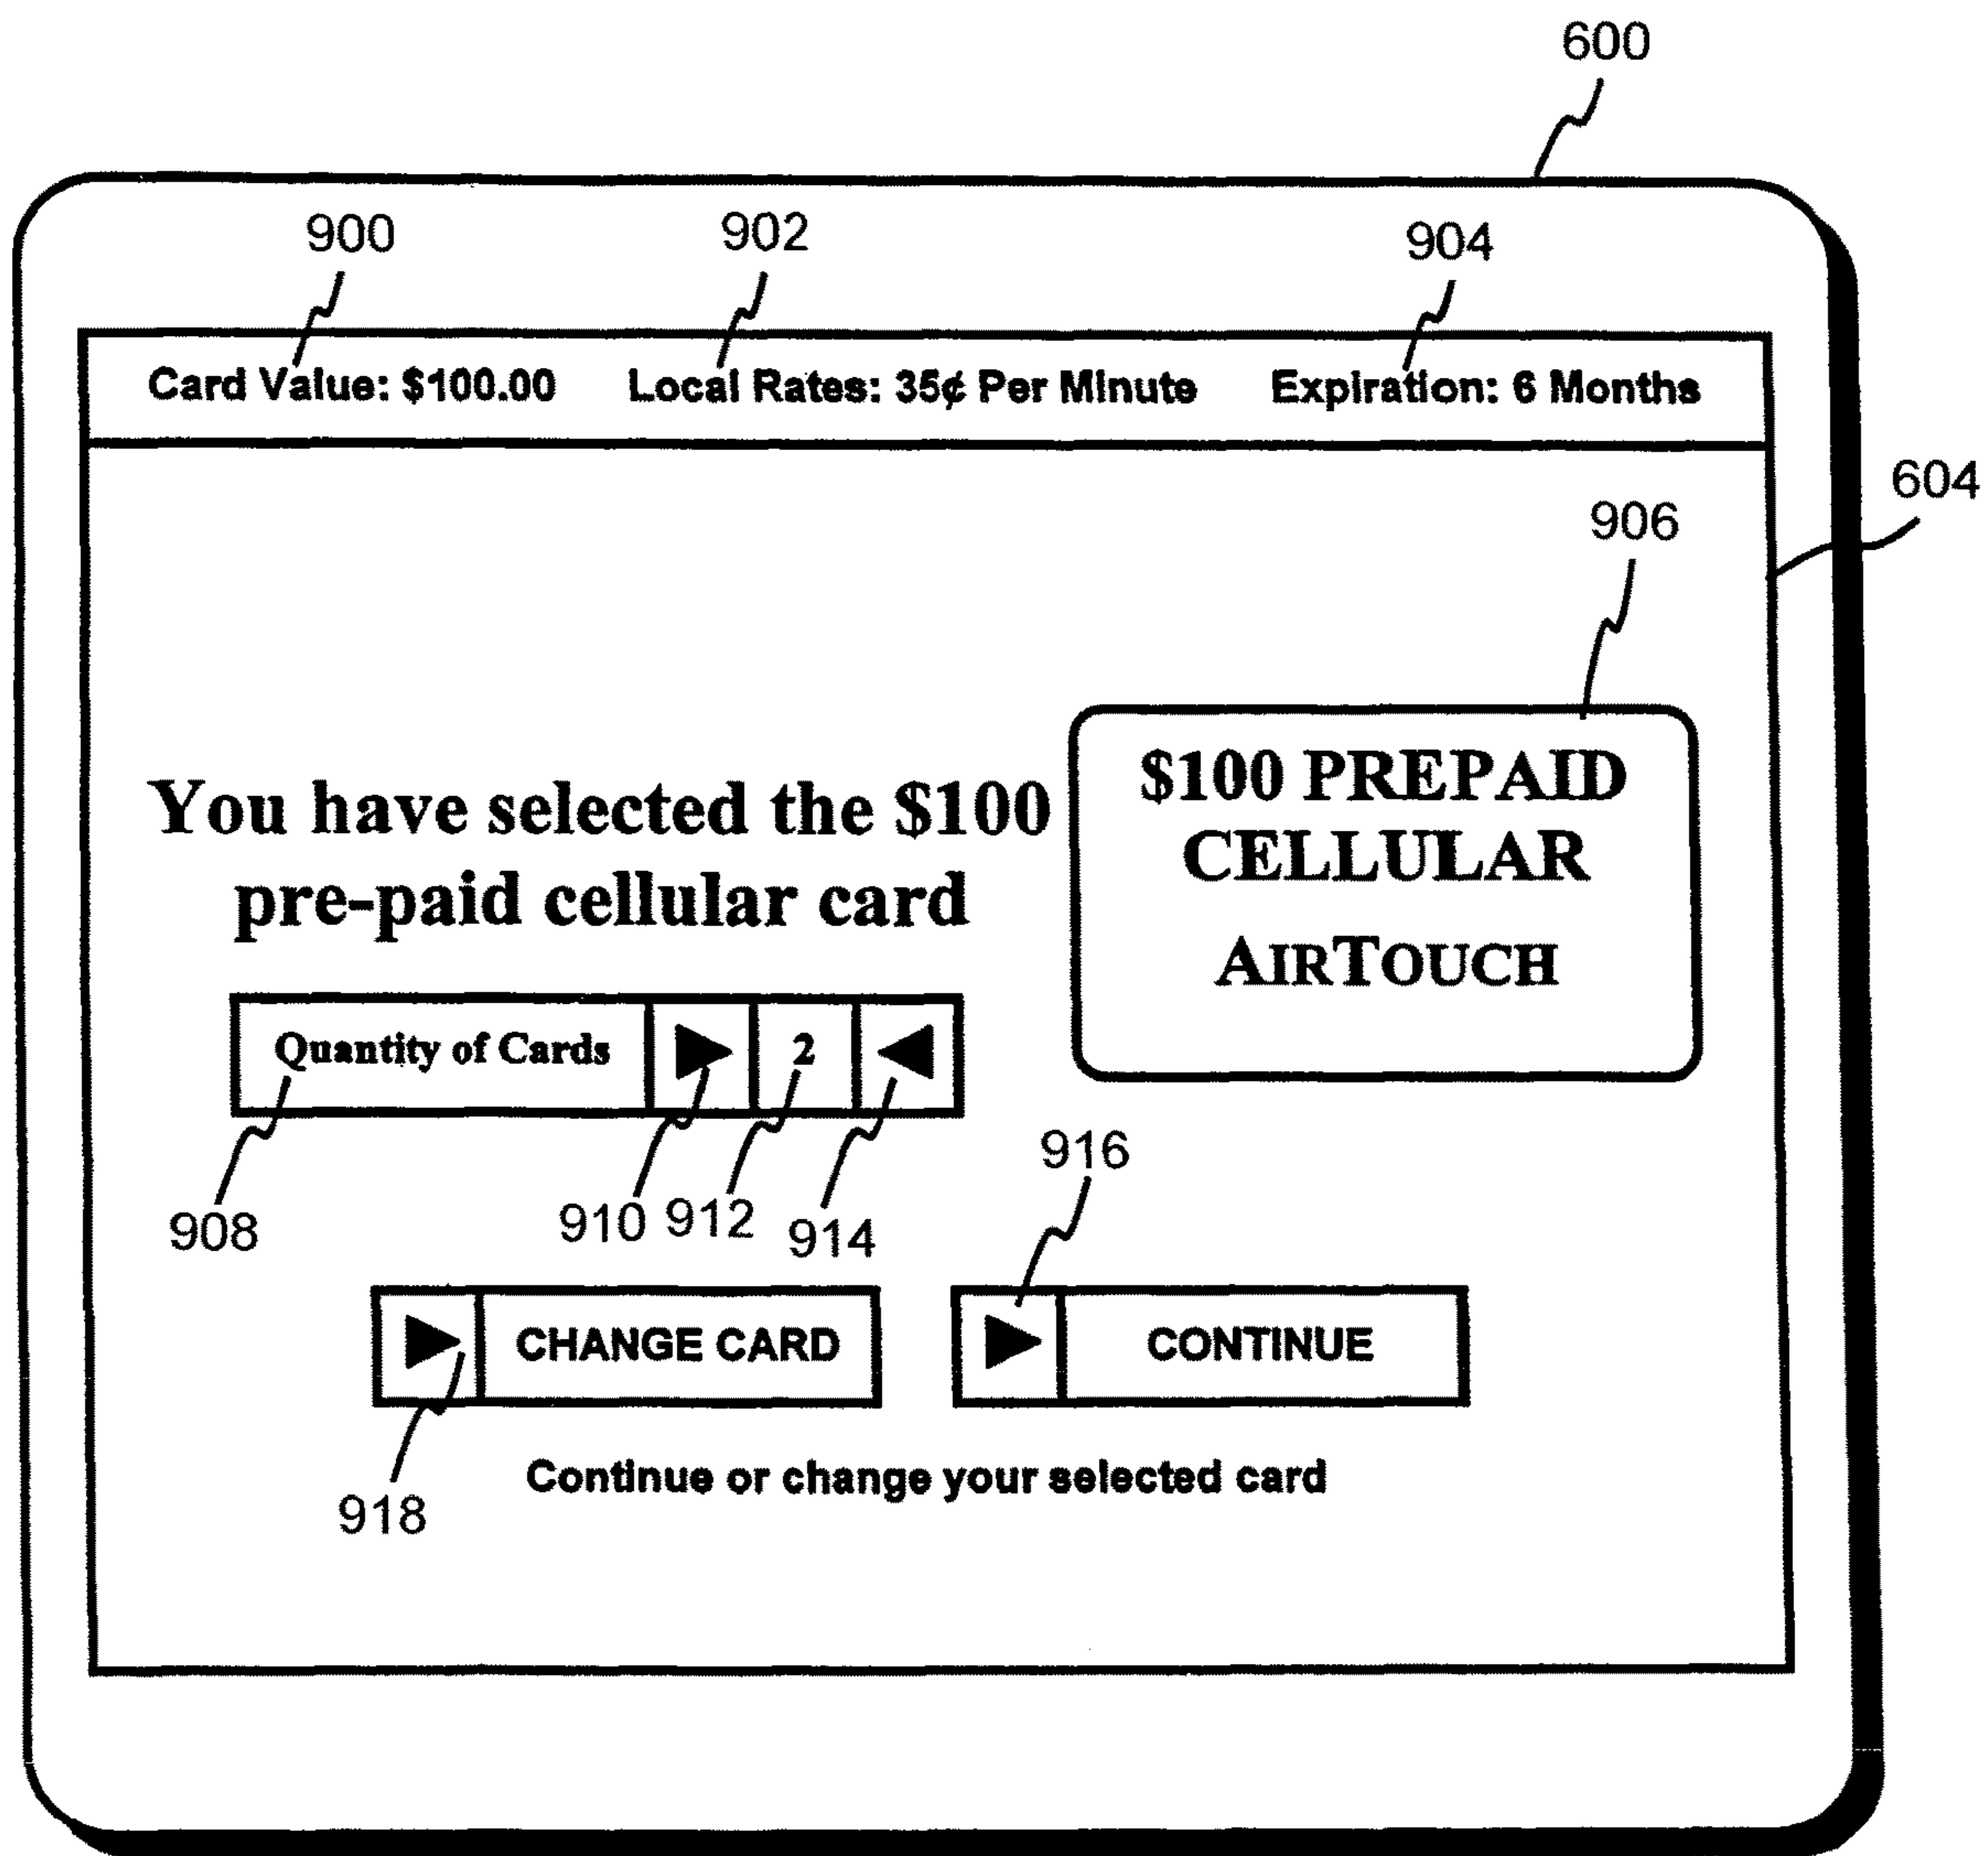 600
900
902
904
Card Value: $100.00
Local Rates: 35¢ Per Minute
Expiration: 6 Months
604
906
You have selected the $100
pre-paid cellular card
$100 PREPAID
CELLULAR
AIRTOUCH
Quantity of Cards
2
908
910
912
914
916
CHANGE CARD
CONTINUE
918
Continue or change your selected card